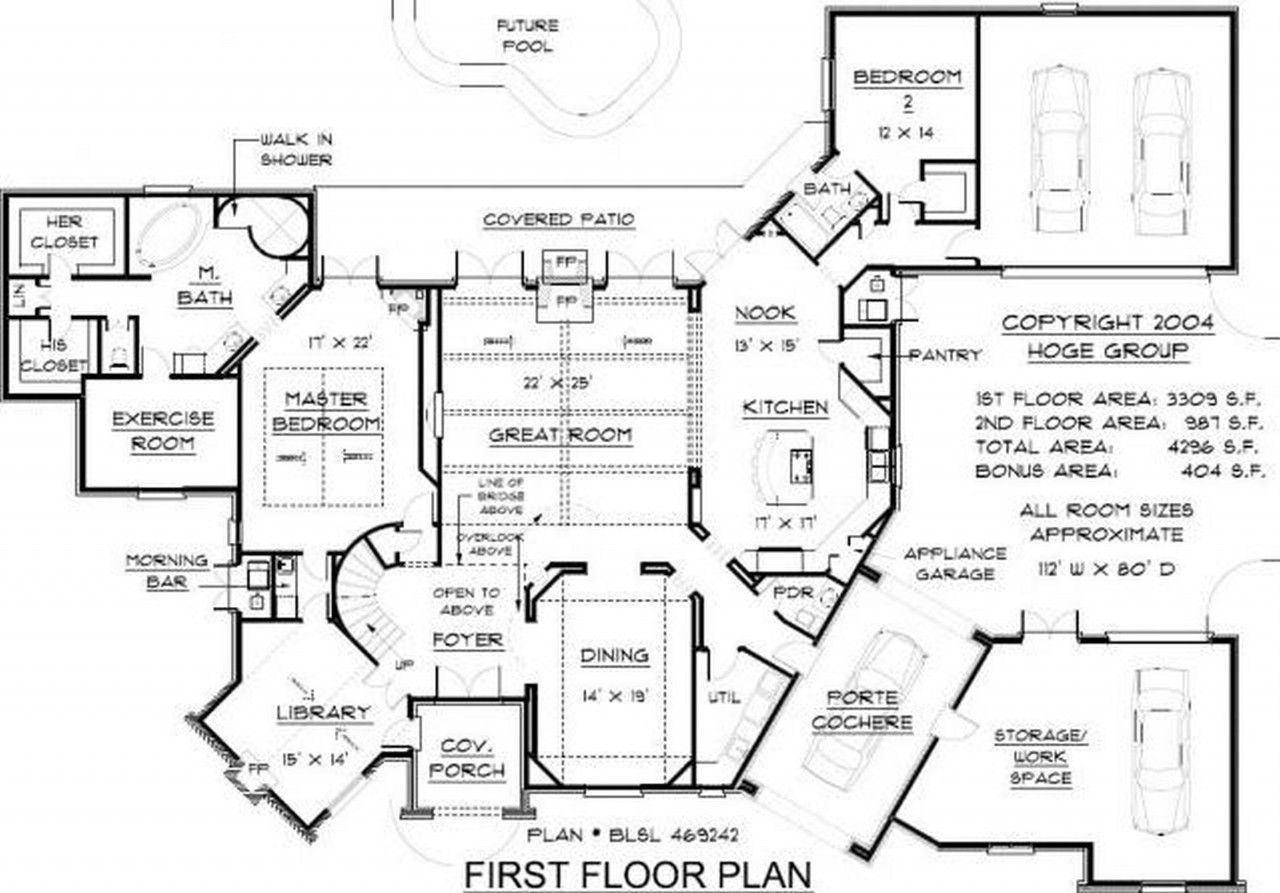 FUTURE
POOL
WALK IN
SHOWER
BEDROOM
2
12 X 14
BATH
HER
CLOSET
COVERED PATIO
FP
FP
FP
M.
BATH
LIN
HIS
CLOSET
17' X 22'
MASTER
BEDROOM
EXERCISE
ROOM
22' X 25'
GREAT ROOM
NOOK
13' X 15'
PANTRY
KITCHEN
17' X 17'
COPYRIGHT 2004
HOGE GROUP
1ST FLOOR AREA: 3309 S.F.
2ND FLOOR AREA: 987 S.F.
TOTAL AREA: 4296 S.F.
BONUS AREA: 404 S.F.
ALL ROOM SIZES
APPROXIMATE
112' W X 80' D
LINE OF
BRIDGE
ABOVE
OVERLOOK
ABOVE
APPLIANCE
GARAGE
MORNING
BAR
OPEN TO
ABOVE
FOYER
UP
PDR
DINING
14' X 19'
UTIL
PORTE
COCHERE
LIBRARY
15' X 14'
FP
COV.
PORCH
STORAGE/
WORK
SPACE
PLAN • BLSL 469242
FIRST FLOOR PLAN